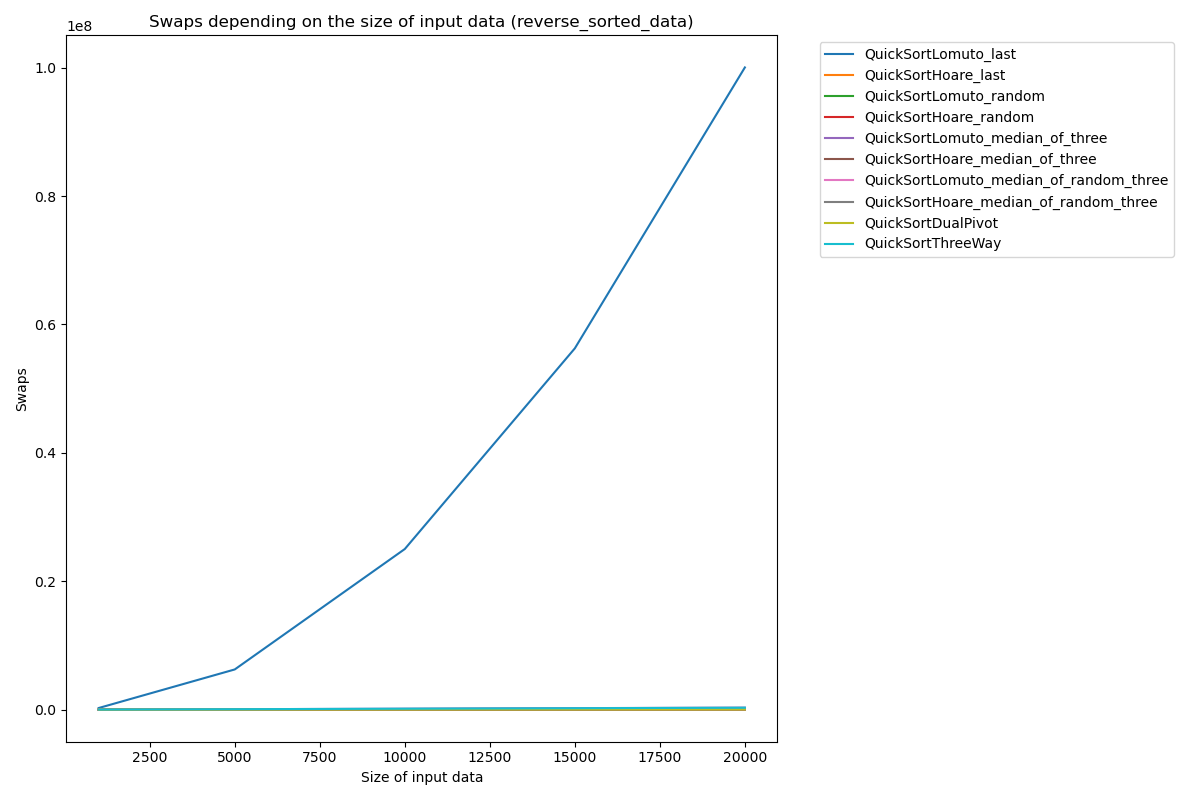 Swaps depending on the size of input data (reverse_sorted_data)
1e8
1.0
0.8
0.6
0.4
0.2
0.0
Swaps
2500
5000
7500
10000
12500
15000
17500
20000
Size of input data
QuickSortLomuto_last
QuickSortHoare_last
QuickSortLomuto_random
QuickSortHoare_random
QuickSortLomuto_median_of_three
QuickSortHoare_median_of_three
QuickSortLomuto_median_of_random_three
QuickSortHoare_median_of_random_three
QuickSortDualPivot
QuickSortThreeWay